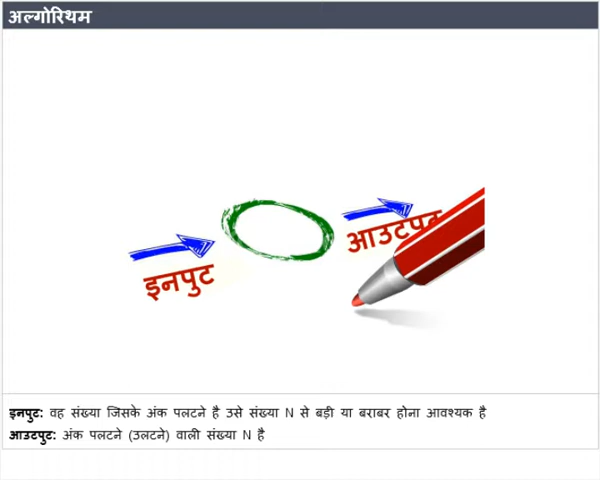 अल्गोरिथम
इनपुट
आउटपुट
इनपुट: वह संख्या जिसके अंक पलटने है उसे संख्या N से बड़ी या बराबर होना आवश्यक है
आउटपुट: अंक पलटने (उलटने) वाली संख्या N है